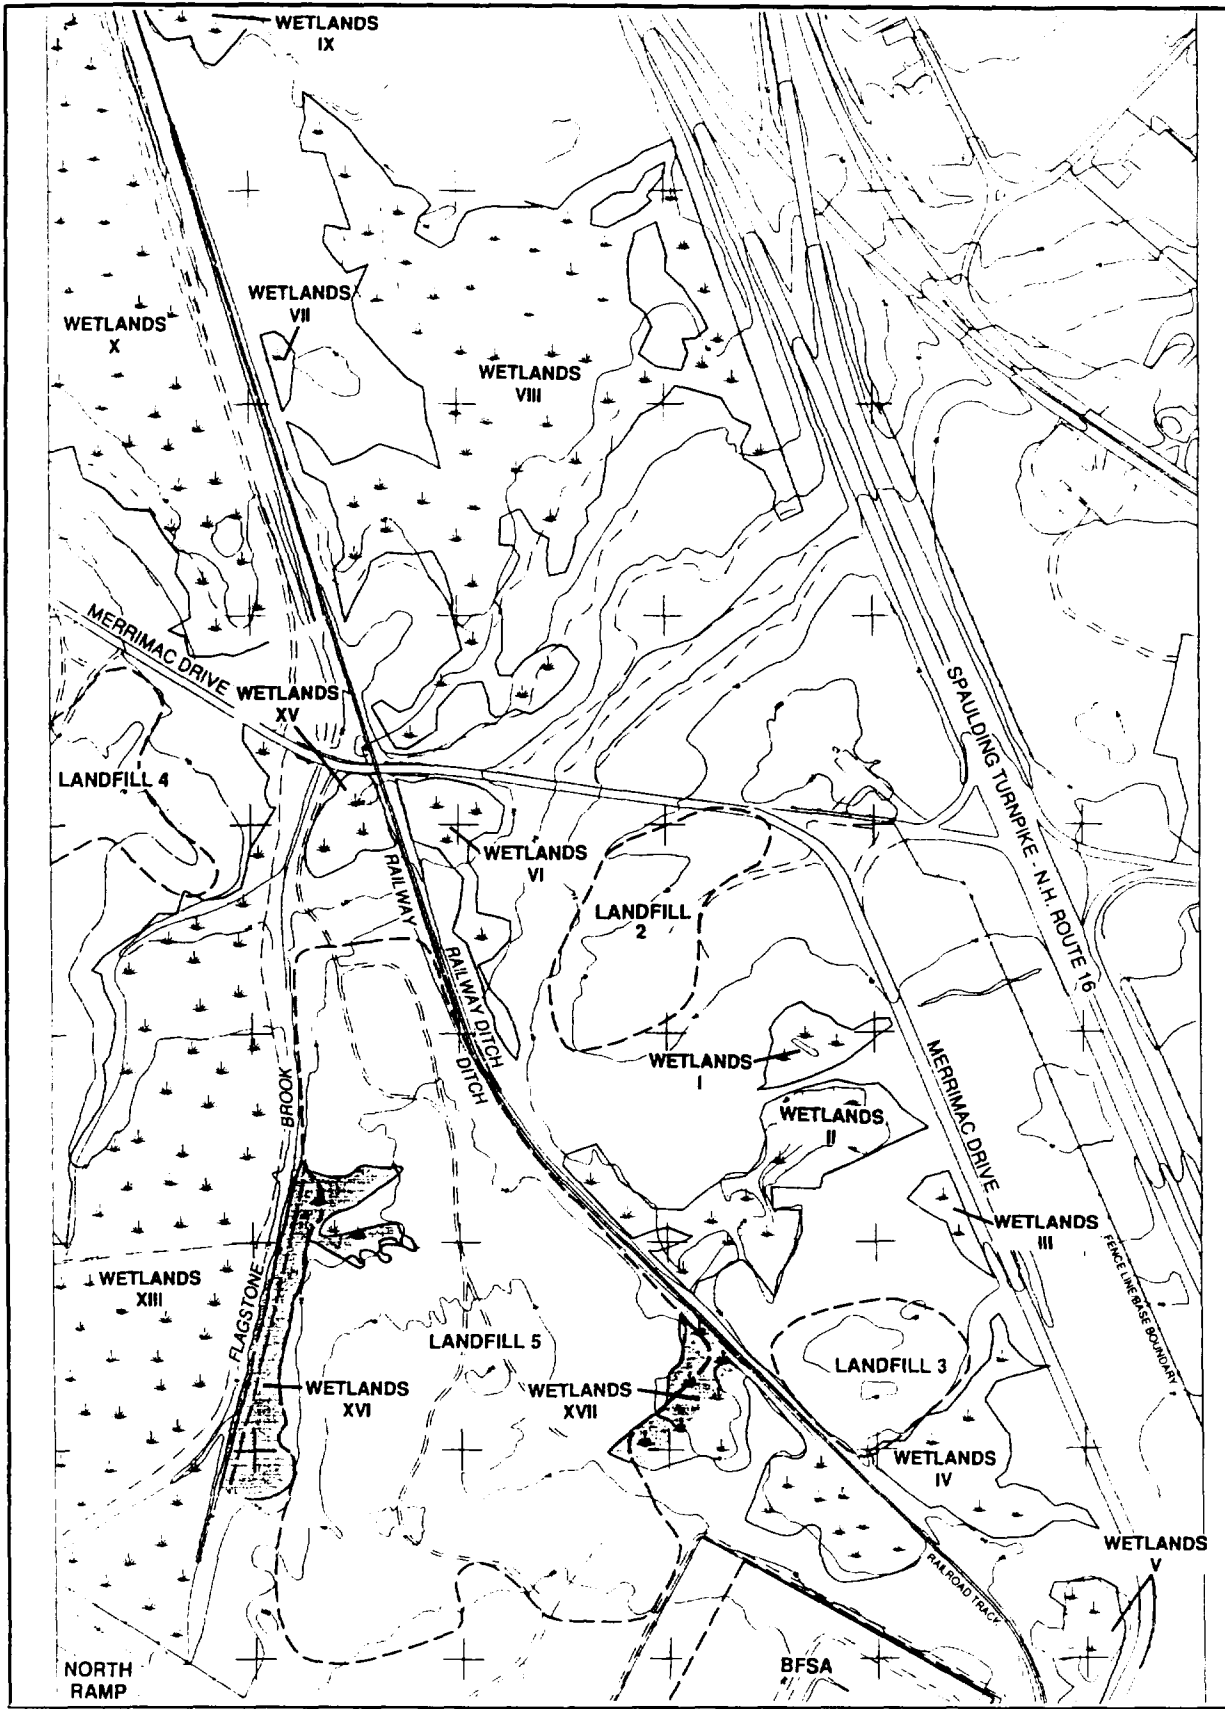 WETLANDS
IX
WETLANDS
VII
WETLANDS
X
WETLANDS
VIII
MERRIMAC DRIVE
WETLANDS
XV
SPAULDING TURNPIKE - N.H. ROUTE 16
LANDFILL 4
WETLANDS
VI
RAILWAY
LANDFILL
2
RAILWAY DITCH
DITCH
WETLANDS
I
MERRIMAC DRIVE
BROOK
WETLANDS
II
WETLANDS
III
FENCE LINE/BASE BOUNDARY
WETLANDS
XIII
FLAGSTONE
LANDFILL 5
LANDFILL 3
WETLANDS
XVI
WETLANDS
XVII
WETLANDS
IV
WETLANDS
V
RAILROAD TRACK
NORTH
RAMP
BFSA